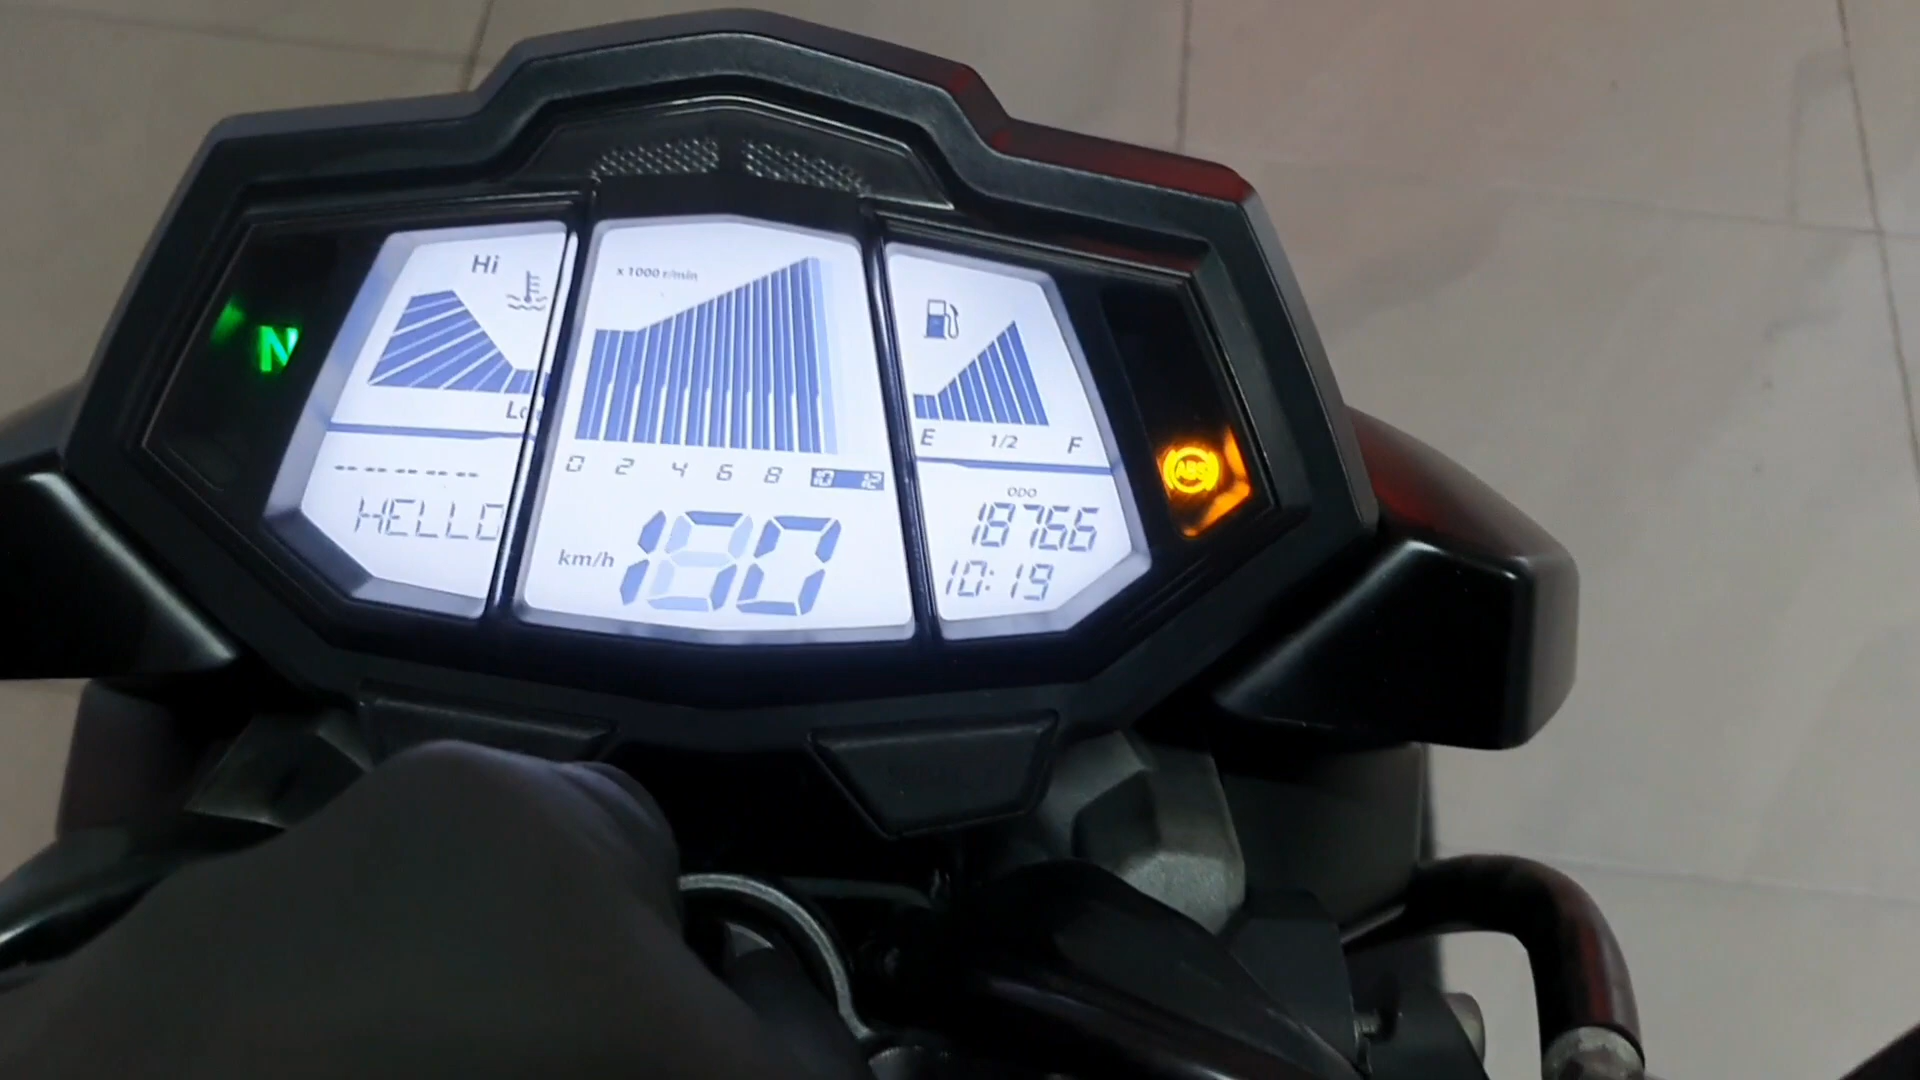 N
Hi
Lo
---------
HELLO
x 1000 r/min
0 2 4 6 8 10 12
km/h
E 1/2 F
ODO
18766
10:19
ABS